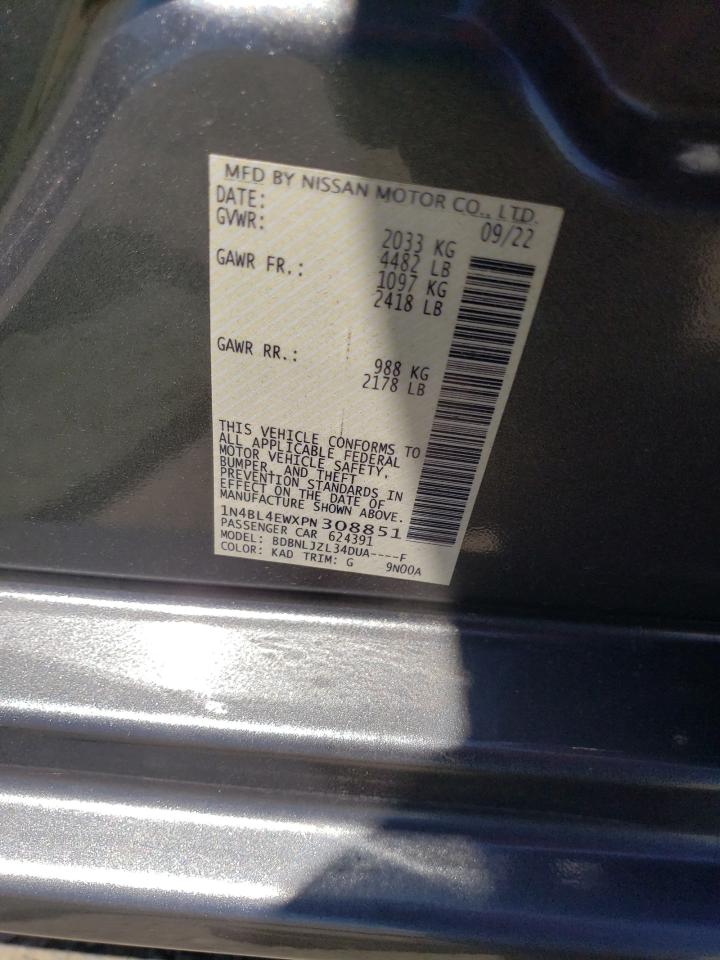 MFD BY NISSAN MOTOR CO., LTD.
DATE: 09/22
GVWR: 2033 KG
4482 LB
GAWR FR.: 1097 KG
2418 LB
GAWR RR.: 988 KG
2178 LB
THIS VEHICLE CONFORMS TO
ALL APPLICABLE FEDERAL
MOTOR VEHICLE SAFETY,
BUMPER, AND THEFT
PREVENTION STANDARDS IN
EFFECT ON THE DATE OF
MANUFACTURE SHOWN ABOVE.
1N4BL4EWXPN308851
PASSENGER CAR 624391
MODEL: BDBNLJZL34DUA----F
COLOR: KAD TRIM: G 9N00A